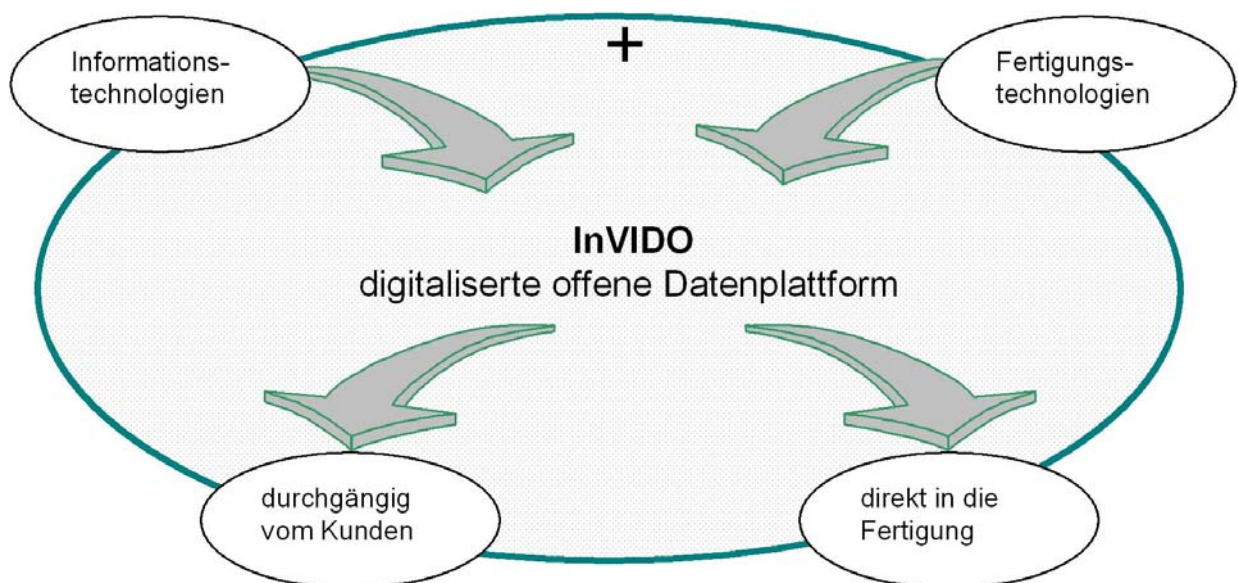 +
Informations-
technologien
Fertigungs-
technologien
InVIDO
digitaliserte offene Datenplattform
durchgängig
vom Kunden
direkt in die
Fertigung